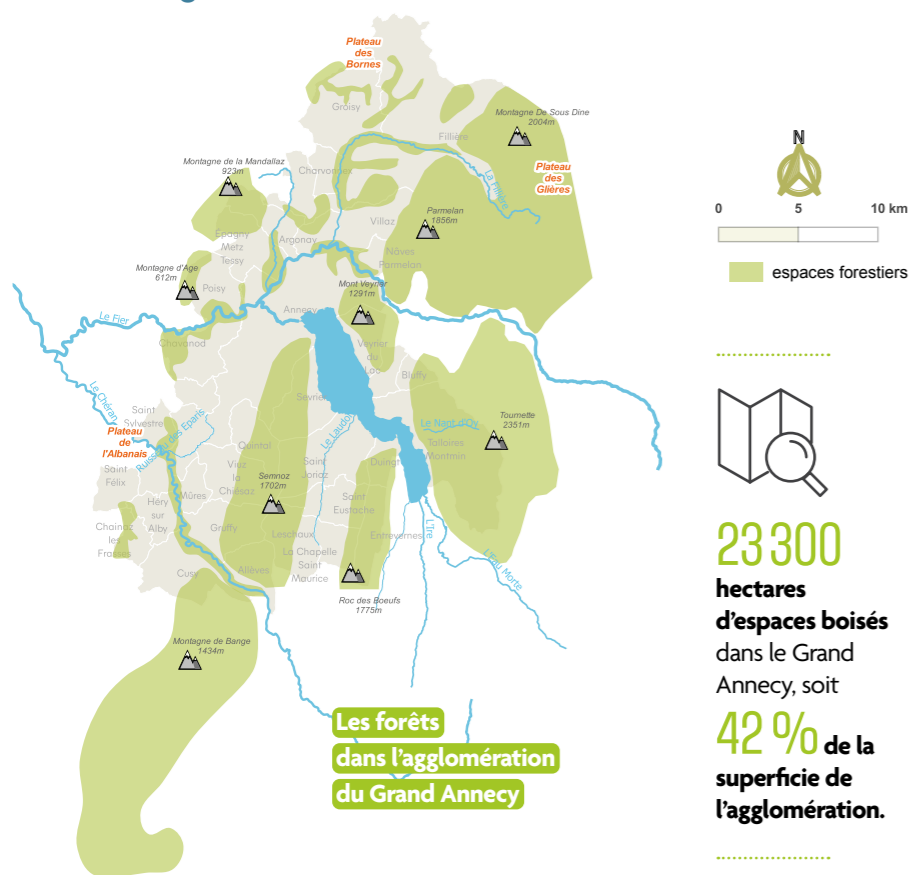 Plateau
des
Bornes
Groisy
Montagne De Sous Dine
2004m
Fillière
Plateau
des
Glières
La Fillière
Montagne de la Mandallaz
923m
Charvonnex
Villaz
Parmelan
1856m
Argonay
Épagny
Metz
Tessy
Nâves
Parmelan
Montagne d'Age
612m
Poisy
Mont Veyrier
1291m
Annecy
Le Fier
Chavanod
Veyrier
du
Lac
Bluffy
Le Chéran
Sevrier
Saint
Sylvestre
Ruisseau des Eparis
Le Laudon
Le Nant d'Oy
Tournette
2351m
Talloires
Montmin
Plateau
de
l'Albanais
Quintal
Duingt
Saint
Félix
Viuz
la
Chiésaz
Saint
Jorioz
Semnoz
1702m
Mûres
Héry
sur
Alby
Saint
Eustache
Chainaz
les
Frasses
Gruffy
Leschaux
Entrevernes
L'Ire
L'Eau Morte
La Chapelle
Saint
Maurice
Cusy
Allèves
Roc des Boeufs
1775m
Montagne de Bange
1434m
Les forêts
dans l'agglomération
du Grand Annecy
N
0 5 10 km
espaces forestiers
23 300
hectares
d'espaces boisés
dans le Grand
Annecy, soit
42 % de la
superficie de
l'agglomération.